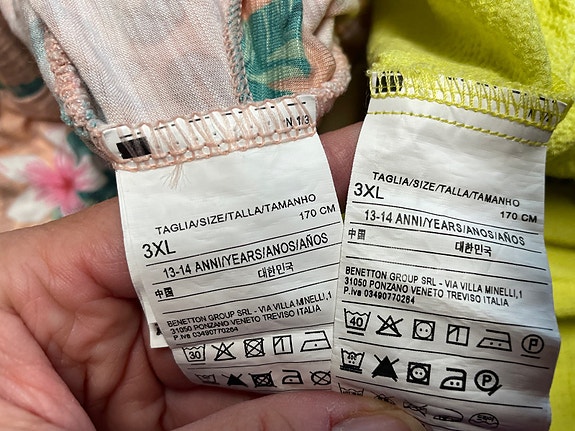 N 1/3
TAGLIA/SIZE/TALLA/TAMANHO
3XL 170 CM
13-14 ANNI/YEARS/ANOS/AÑOS
中国 대한민국
BENETTON GROUP SRL - VIA VILLA MINELLI,1
31050 PONZANO VENETO TREVISO ITALIA
P.iva 03490770264
30
TAGLIA/SIZE/TALLA/TAMANHO
3XL 170 CM
13-14 ANNI/YEARS/ANOS/AÑOS
中国 대한민국
BENETTON GROUP SRL - VIA VILLA MINELLI,1
31050 PONZANO VENETO TREVISO ITALIA
P.iva 03490770264
40 P
P